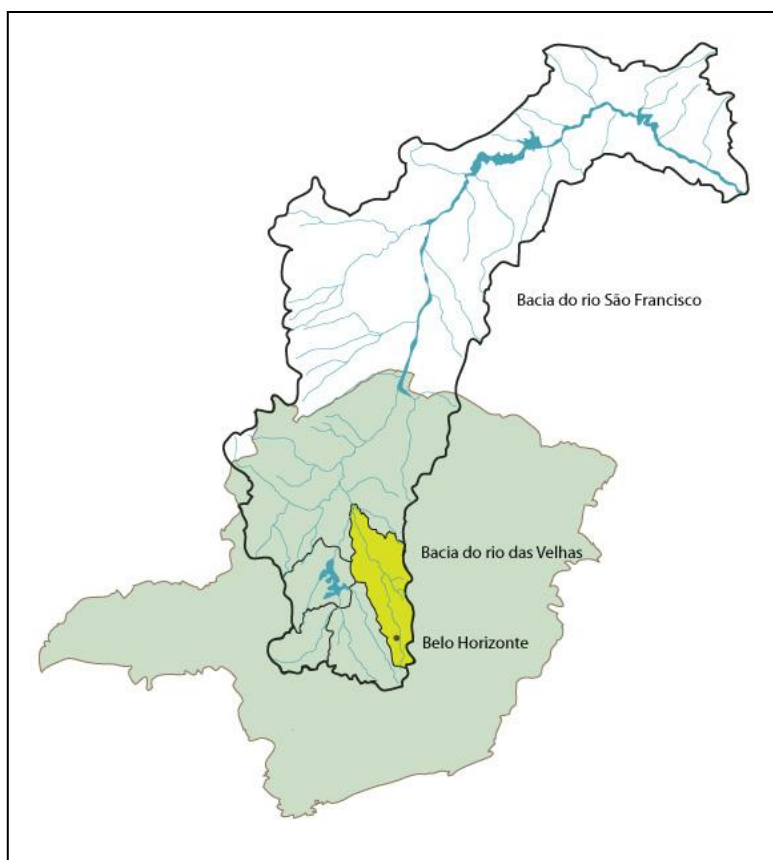 Bacia do rio São Francisco
Bacia do rio das Velhas
Belo Horizonte